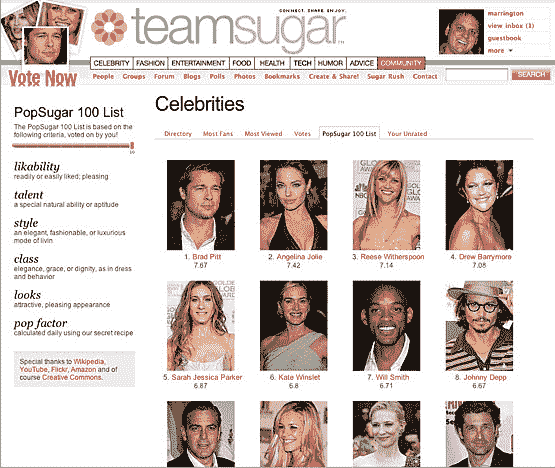 CONNECT. SHARE. ENJOY.
teamsugar
marrington
view inbox (3)
guestbook
more
Vote Now
CELEBRITY FASHION ENTERTAINMENT FOOD HEALTH TECH HUMOR ADVICE COMMUNITY
People Groups Forum Blogs Polls Photos Bookmarks Create & Share! Sugar Rush Contact
SEARCH
Celebrities
Directory Most Fans Most Viewed Votes PopSugar 100 List Your Unrated
PopSugar 100 List
The PopSugar 100 List is based on the
following criteria, voted on by you!
10
likability
readily or easily liked; pleasing
talent
a special natural ability or aptitude
style
an elegant, fashionable, or luxurious
mode of livin
class
elegance, grace, or dignity, as in dress
and behavior
looks
attractive, pleasing appearance
pop factor
calculated daily using our secret recipe
Special thanks to Wikipedia,
YouTube, Flickr, Amazon and of
course Creative Commons.
1. Brad Pitt
7.67
2. Angelina Jolie
7.42
3. Reese Witherspoon
7.14
4. Drew Barrymore
7.08
5. Sarah Jessica Parker
6.87
6. Kate Winslet
6.8
7. Will Smith
6.71
8. Johnny Depp
6.67